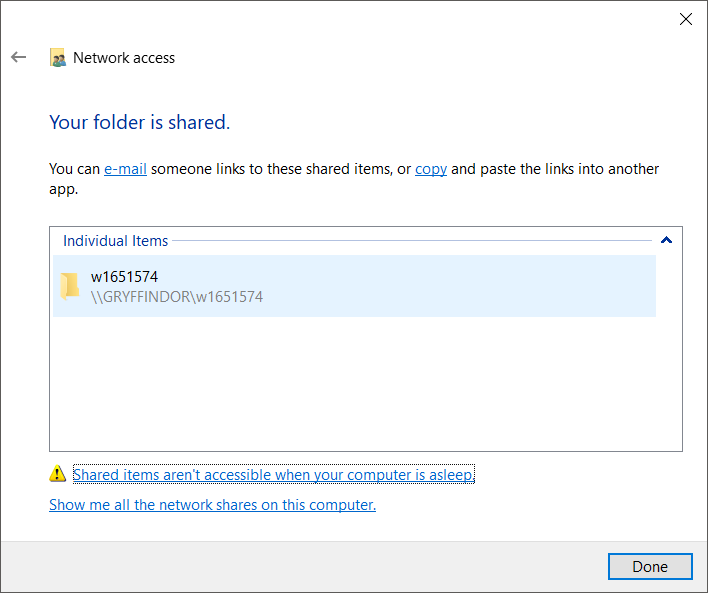 Network access
Your folder is shared.
You can e-mail someone links to these shared items, or copy and paste the links into another
app.
Individual Items
w1651574
\\GRYFFINDOR\w1651574
Shared items aren't accessible when your computer is asleep.
Show me all the network shares on this computer.
Done